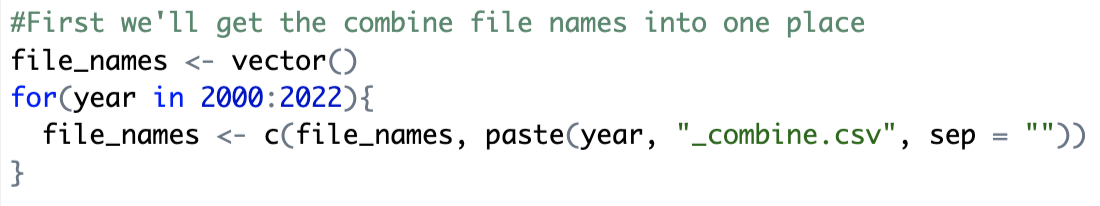 #First we'll get the combine file names into one place
file_names <- vector()
for(year in 2000:2022){
  file_names <- c(file_names, paste(year, "_combine.csv", sep = ""))
}